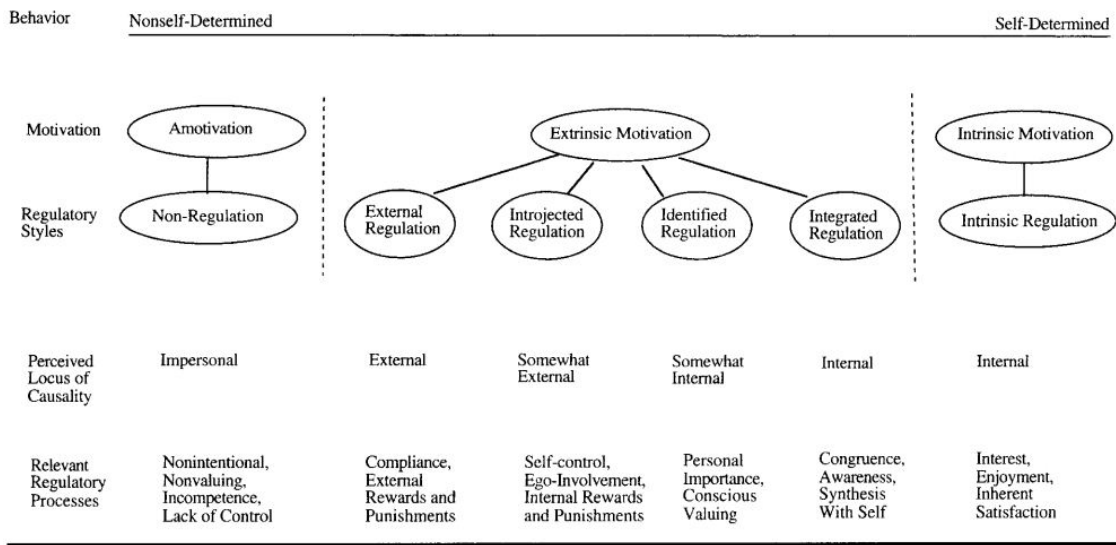 Behavior Nonself-Determined Self-Determined
Motivation Amotivation Extrinsic Motivation Intrinsic Motivation
Regulatory
Styles
Non-Regulation
External
Regulation
Introjected
Regulation
Identified
Regulation
Integrated
Regulation
Intrinsic Regulation
Perceived
Locus of
Causality
Impersonal
External
Somewhat
External
Somewhat
Internal
Internal
Internal
Relevant
Regulatory
Processes
Nonintentional,
Nonvaluing,
Incompetence,
Lack of Control
Compliance,
External
Rewards and
Punishments
Self-control,
Ego-Involvement,
Internal Rewards
and Punishments
Personal
Importance,
Conscious
Valuing
Congruence,
Awareness,
Synthesis
With Self
Interest,
Enjoyment,
Inherent
Satisfaction